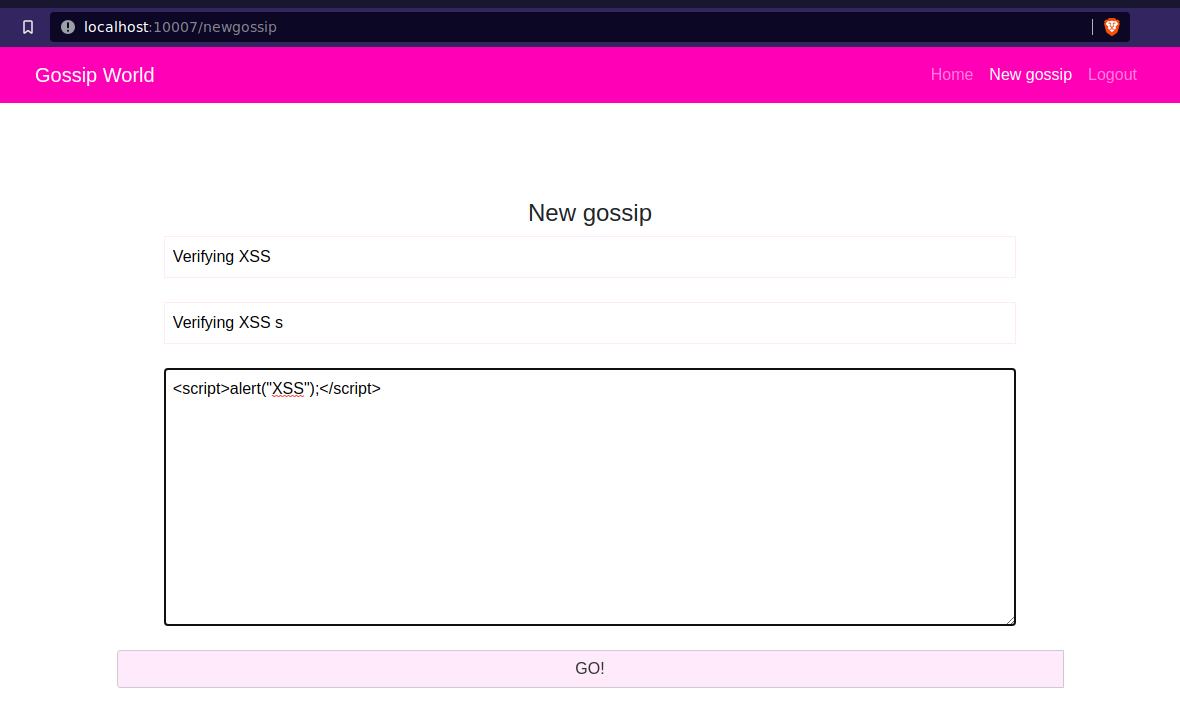 localhost:10007/newgossip
Gossip World
Home New gossip Logout
New gossip
Verifying XSS
Verifying XSS s
<script>alert("XSS");</script>
GO!